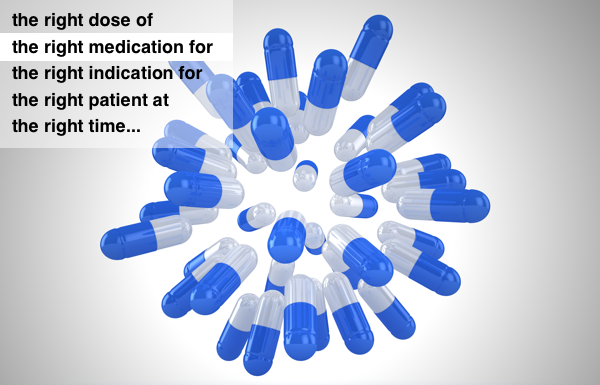 the right dose of
the right medication for
the right indication for
the right patient at
the right time...